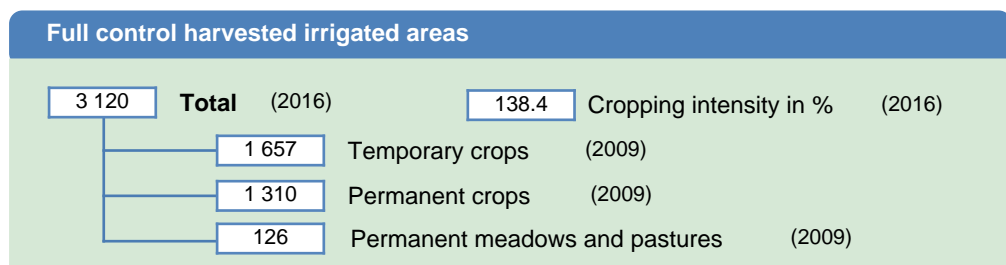 Full control harvested irrigated areas
3 120 Total (2016) 138.4 Cropping intensity in % (2016)
1 657 Temporary crops (2009)
1 310 Permanent crops (2009)
126 Permanent meadows and pastures (2009)